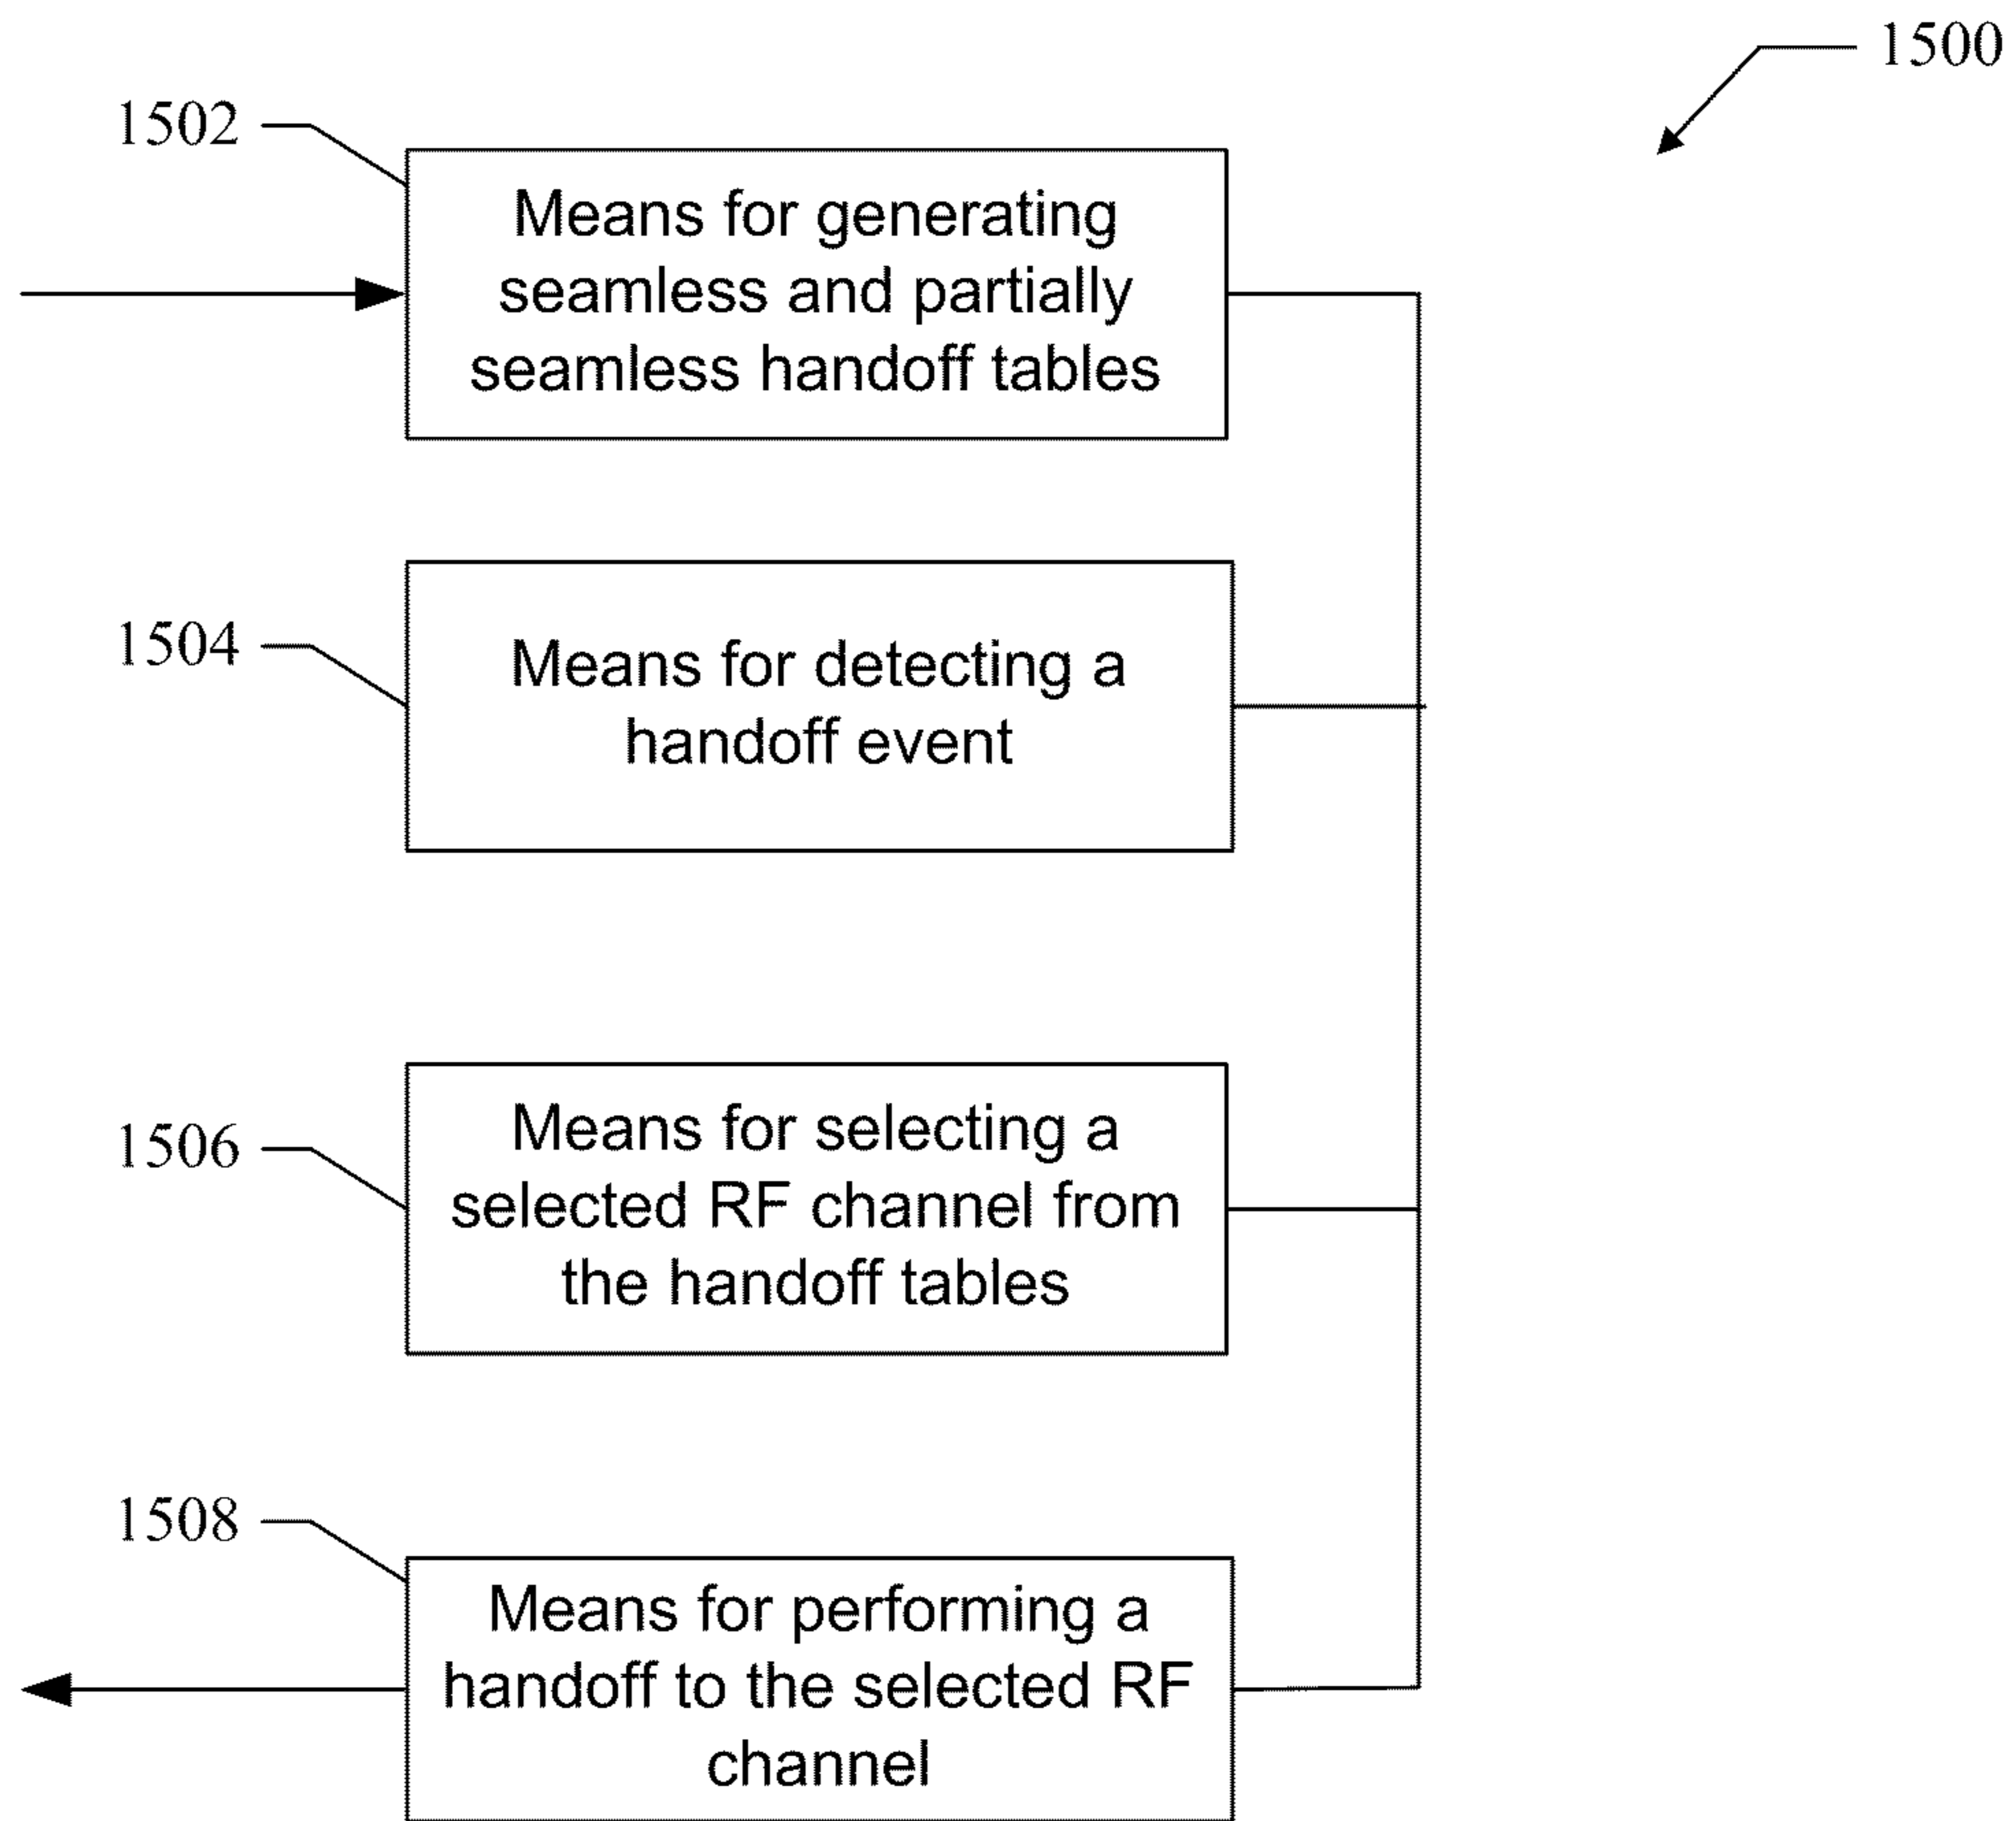 1500
1502
Means for generating
seamless and partially
seamless handoff tables
1504
Means for detecting a
handoff event
1506
Means for selecting a
selected RF channel from
the handoff tables
1508
Means for performing a
handoff to the selected RF
channel